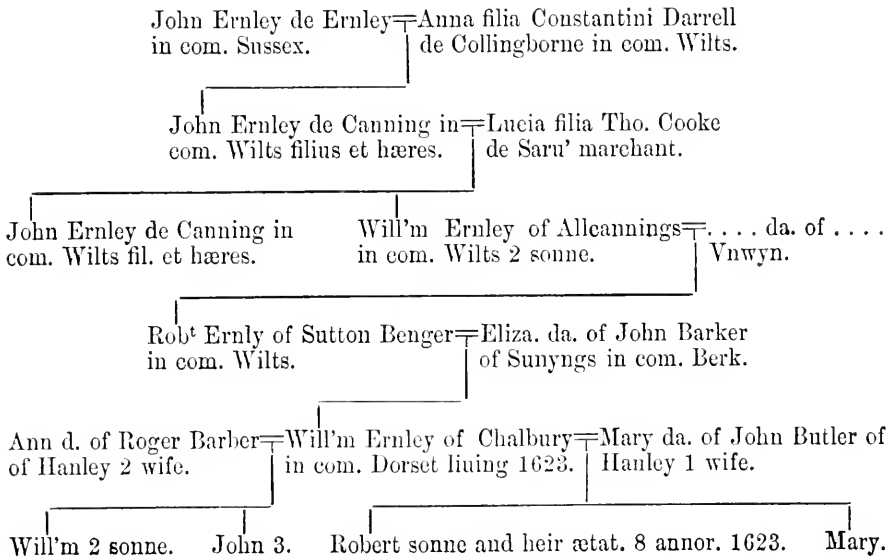 John Ernley de Ernley
in com. Sussex.
Anna filia Constantini Darrell
de Collingborne in com. Wilts.
John Ernley de Canning in
com. Wilts filius et hæres.
Lucia filia Tho. Cooke
de Saru' marchant.
John Ernley de Canning in
com. Wilts fil. et hæres.
Will'm Ernley of Allcannings
in com. Wilts 2 sonne.
. . . . da. of . . . .
Vnwyn.
Robᵗ Ernly of Sutton Benger
in com. Wilts.
Eliza. da. of John Barker
of Sunyngs in com. Berk.
Ann d. of Roger Barber
of Hanley 2 wife.
Will'm Ernley of Chalbury
in com. Dorset liuing 1623.
Mary da. of John Butler of
Hanley 1 wife.
Will'm 2 sonne.
John 3.
Robert sonne and heir ætat. 8 annor. 1623.
Mary.